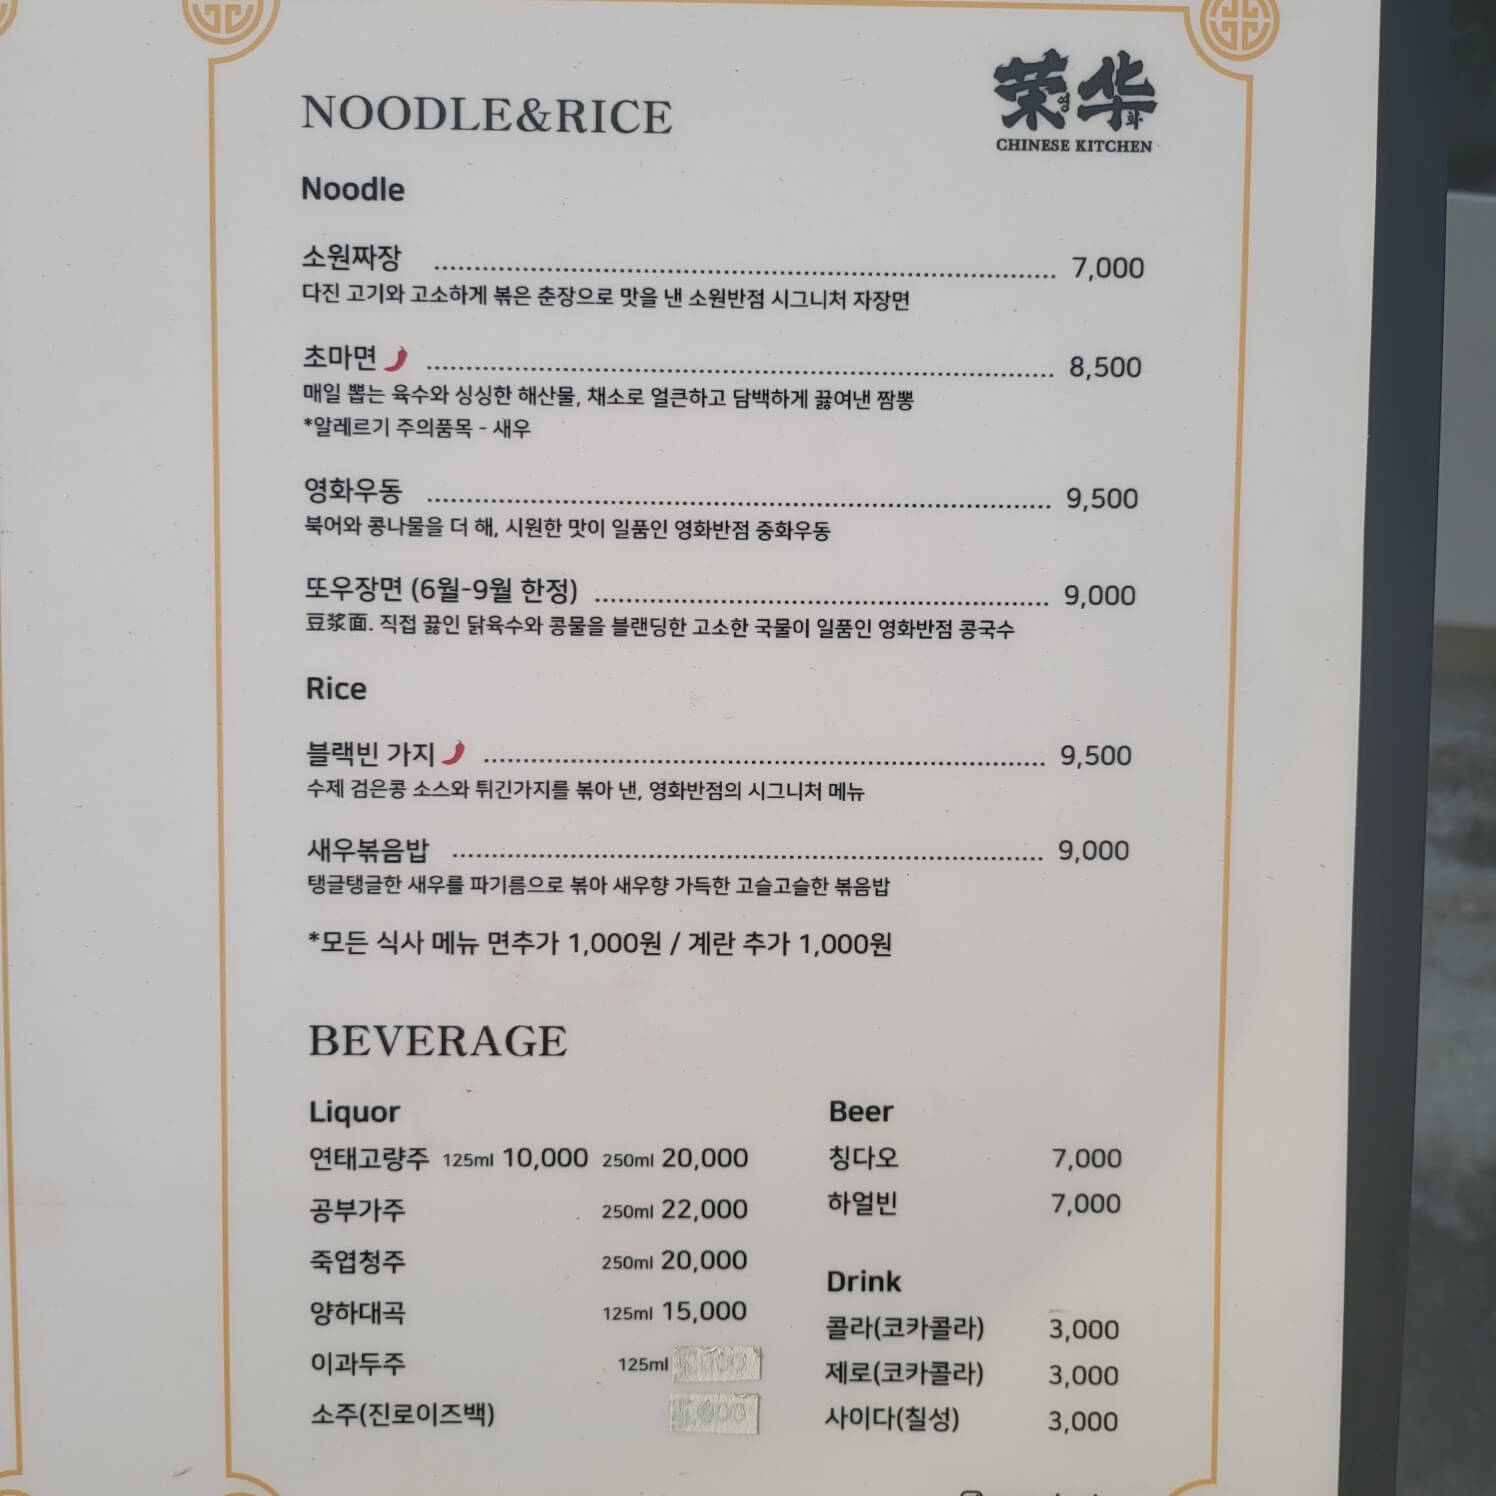 荣华
영화
CHINESE KITCHEN
NOODLE&RICE
Noodle
소원짜장 7,000
다진 고기와 고소하게 볶은 춘장으로 맛을 낸 소원반점 시그니처 자장면
초마면 8,500
매일 뽑는 육수와 싱싱한 해산물, 채소로 얼큰하고 담백하게 끓여낸 짬뽕
*알레르기 주의품목 - 새우
영화우동 9,500
북어와 콩나물을 더 해, 시원한 맛이 일품인 영화반점 중화우동
또우장면 (6월-9월 한정) 9,000
豆浆面. 직접 끓인 닭육수와 콩물을 블랜딩한 고소한 국물이 일품인 영화반점 콩국수
Rice
블랙빈 가지 9,500
수제 검은콩 소스와 튀긴가지를 볶아 낸, 영화반점의 시그니처 메뉴
새우볶음밥 9,000
탱글탱글한 새우를 파기름으로 볶아 새우향 가득한 고슬고슬한 볶음밥
*모든 식사 메뉴 면추가 1,000원 / 계란 추가 1,000원
BEVERAGE
Liquor
연태고량주 125ml 10,000 250ml 20,000
공부가주 250ml 22,000
죽엽청주 250ml 20,000
양하대곡 125ml 15,000
이과두주 125ml
소주(진로이즈백)
Beer
칭다오 7,000
하얼빈 7,000
Drink
콜라(코카콜라) 3,000
제로(코카콜라) 3,000
사이다(칠성) 3,000